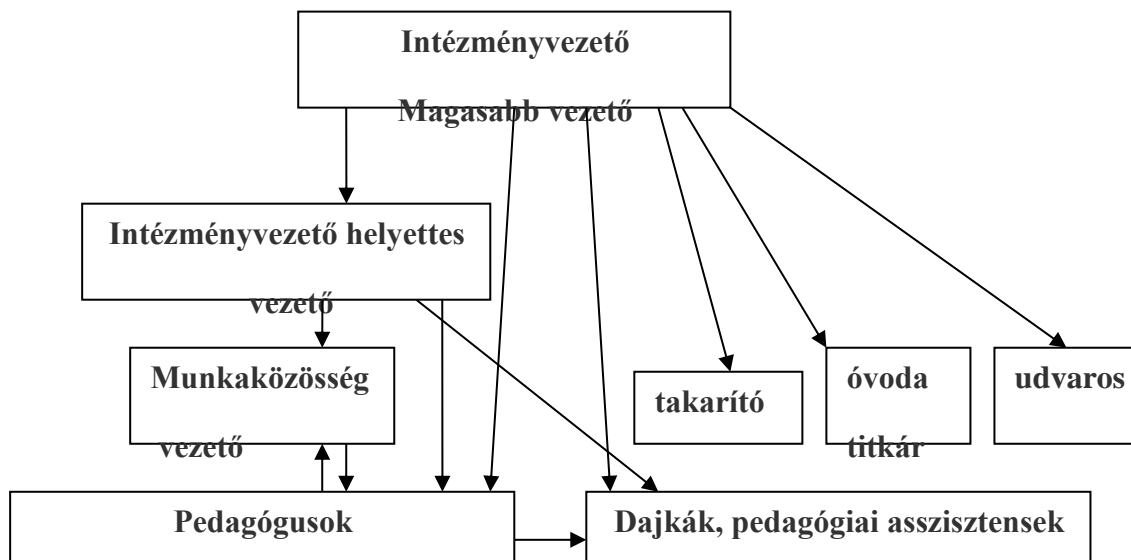 Intézményvezető
Magasabb vezető
Intézményvezető helyettes
vezető
Munkaközösség
vezető
takarító
óvoda
titkár
udvaros
Pedagógusok
Dajkák, pedagógiai asszisztensek